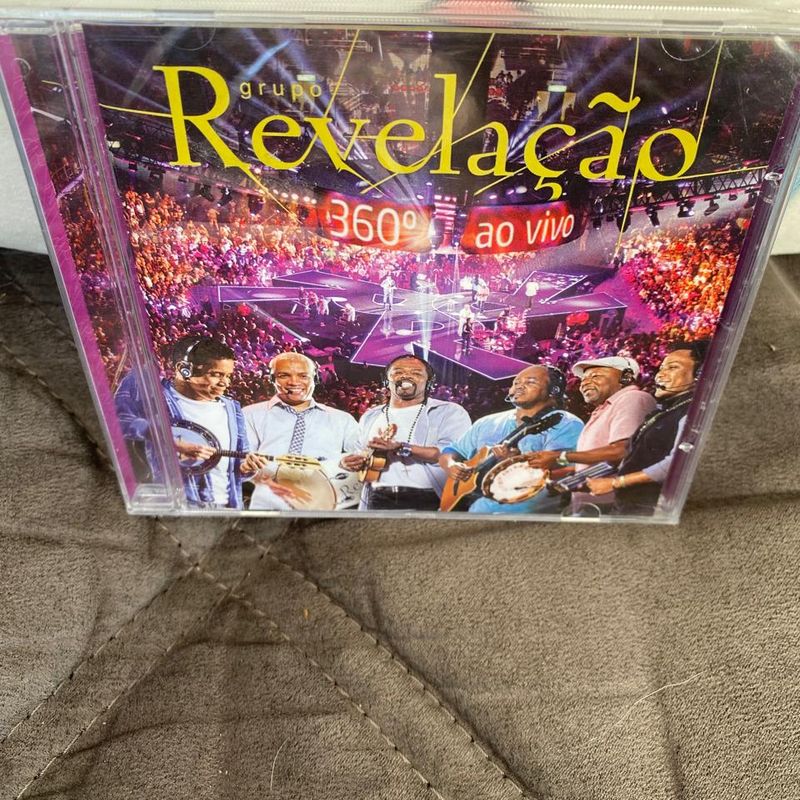 grupo
Revelação
360º ao vivo